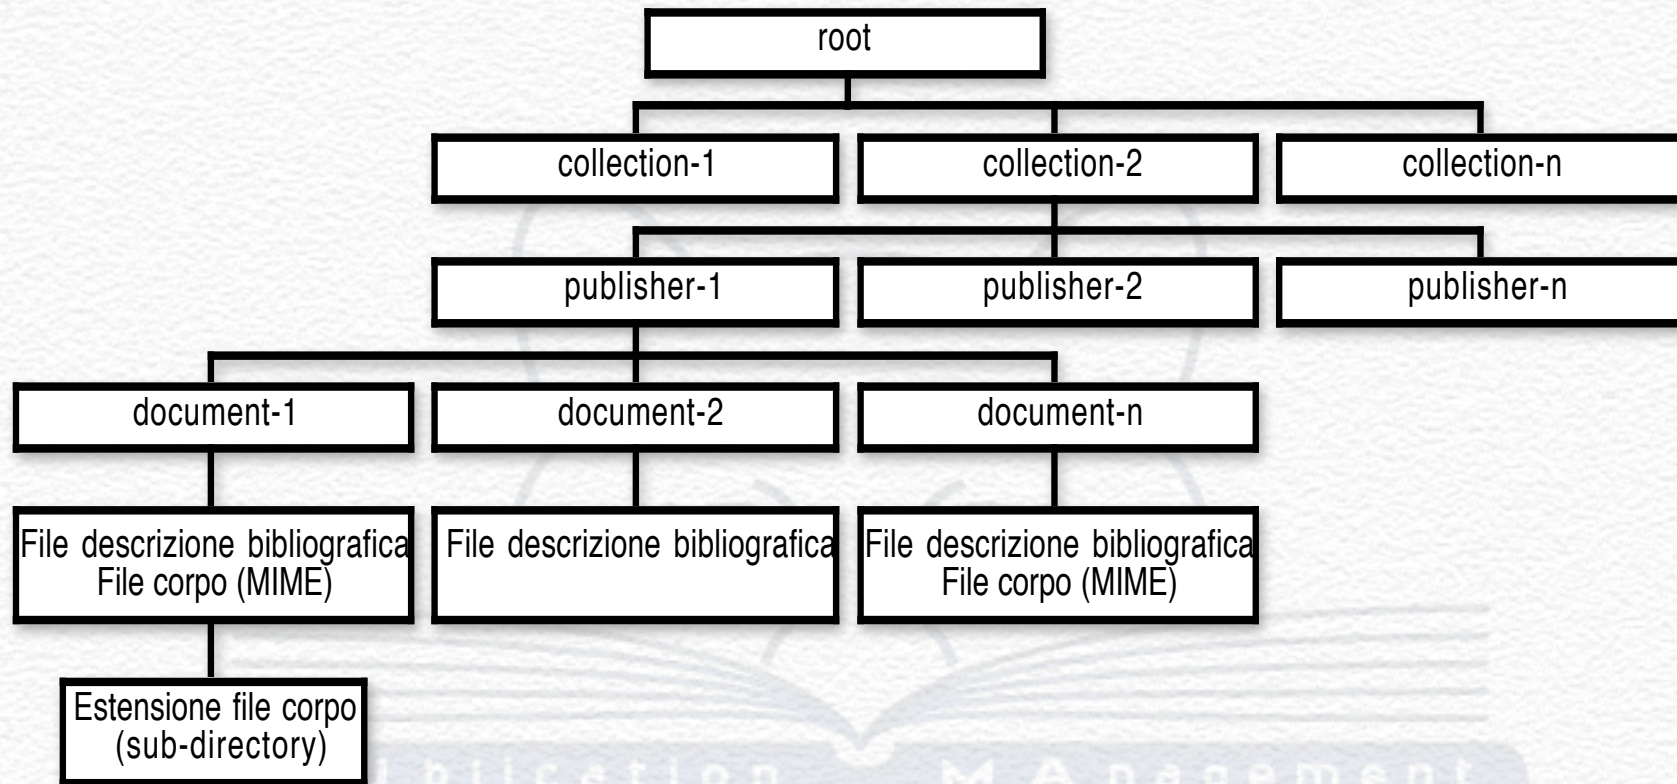 root
collection-1
collection-2
collection-n
publisher-1
publisher-2
publisher-n
document-1
document-2
document-n
File descrizione bibliografica
File corpo (MIME)
File descrizione bibliografica
File descrizione bibliografica
File corpo (MIME)
Estensione file corpo
(sub-directory)
MAnagement